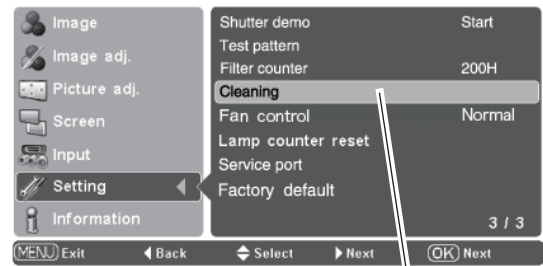 Image
Image adj.
Picture adj.
Screen
Input
Setting
Information
Shutter demo Start
Test pattern
Filter counter 200H
Cleaning
Fan control Normal
Lamp counter reset
Service port
Factory default
3 / 3
MENU Exit Back Select Next OK Next